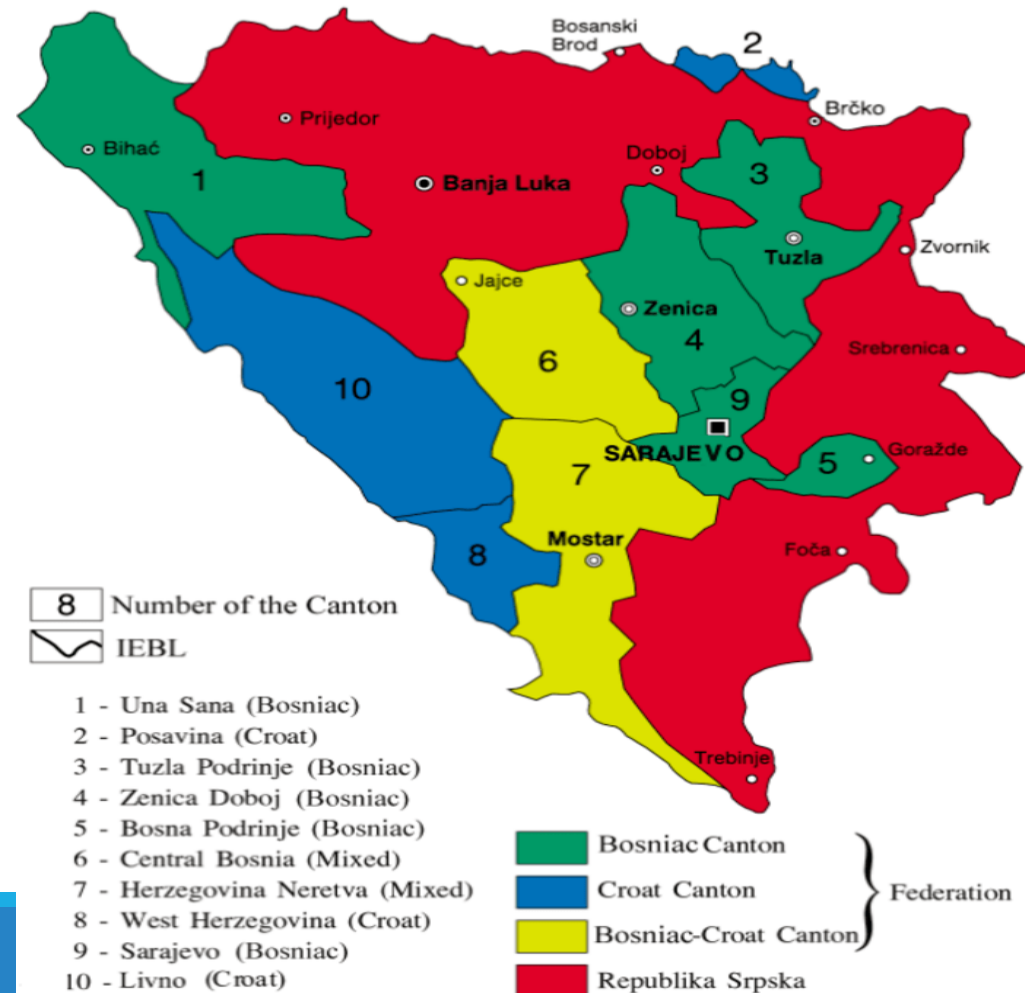 Bosanski
Brod
2
Brčko
Prijedor
Bihać
Doboj
3
1
Banja Luka
Tuzla
Zvornik
Jajce
Zenica
4
Srebrenica
6
10
9
SARAJEVO
Goražde
5
7
Mostar
Foča
8
8 Number of the Canton
IEBL
1 - Una Sana (Bosniac)
2 - Posavina (Croat)
3 - Tuzla Podrinje (Bosniac)
4 - Zenica Doboj (Bosniac)
5 - Bosna Podrinje (Bosniac)
6 - Central Bosnia (Mixed)
7 - Herzegovina Neretva (Mixed)
8 - West Herzegovina (Croat)
9 - Sarajevo (Bosniac)
10 - Livno (Croat)
Trebinje
Bosniac Canton
Croat Canton
Federation
Bosniac-Croat Canton
Republika Srpska